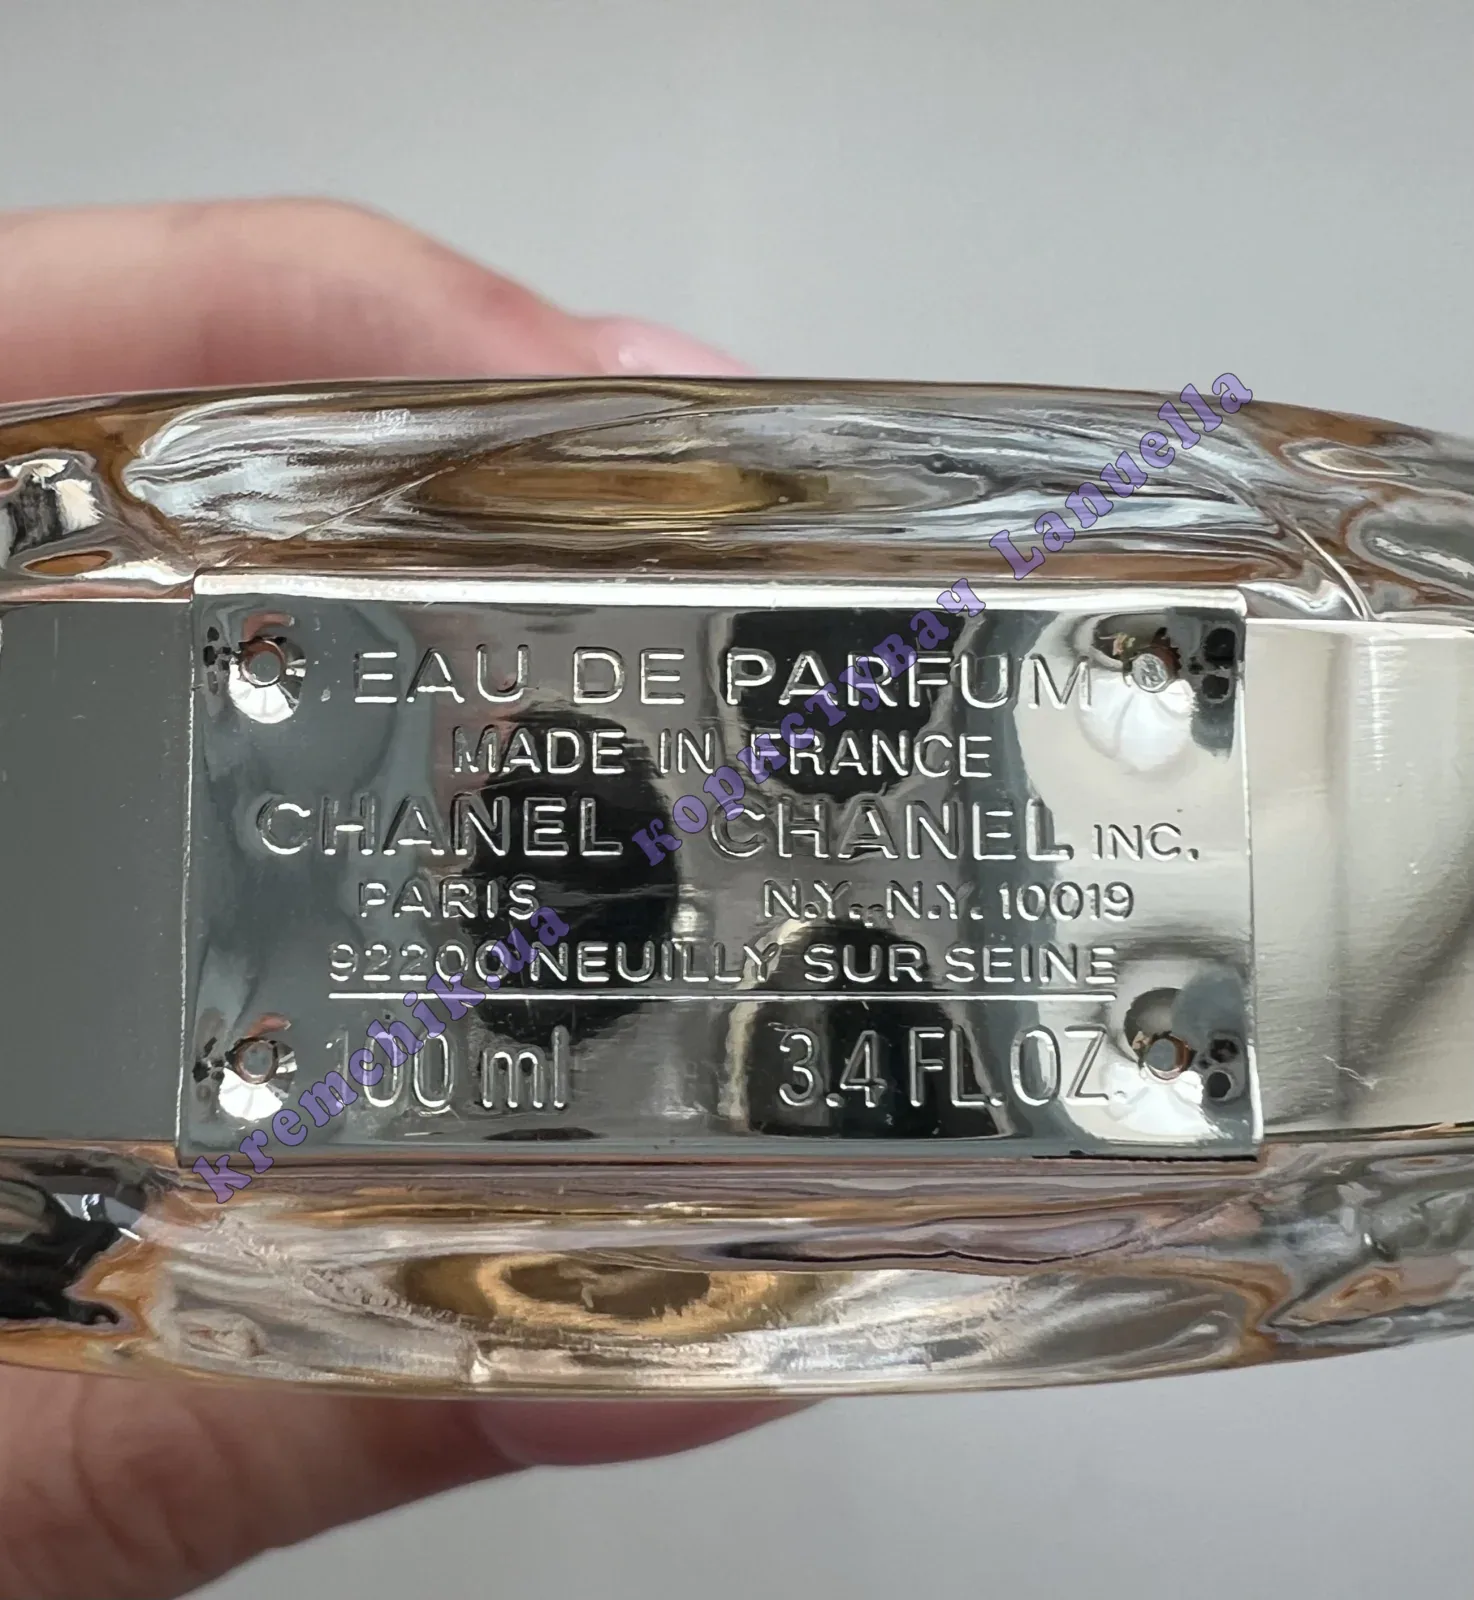 EAU DE PARFUM
MADE IN FRANCE
CHANEL CHANEL INC.
PARIS N.Y., N.Y. 10019
92200 NEUILLY SUR SEINE
100 ml 3.4 FL.OZ.
kremchik.ua користувач Lanuella